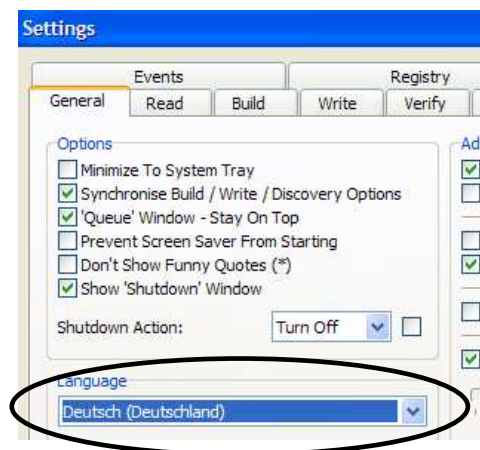 Settings
Events Registry
General Read Build Write Verify
Options
Minimize To System Tray
Synchronise Build / Write / Discovery Options
'Queue' Window - Stay On Top
Prevent Screen Saver From Starting
Don't Show Funny Quotes (*)
Show 'Shutdown' Window
Shutdown Action: Turn Off
Language
Deutsch (Deutschland)
Ad